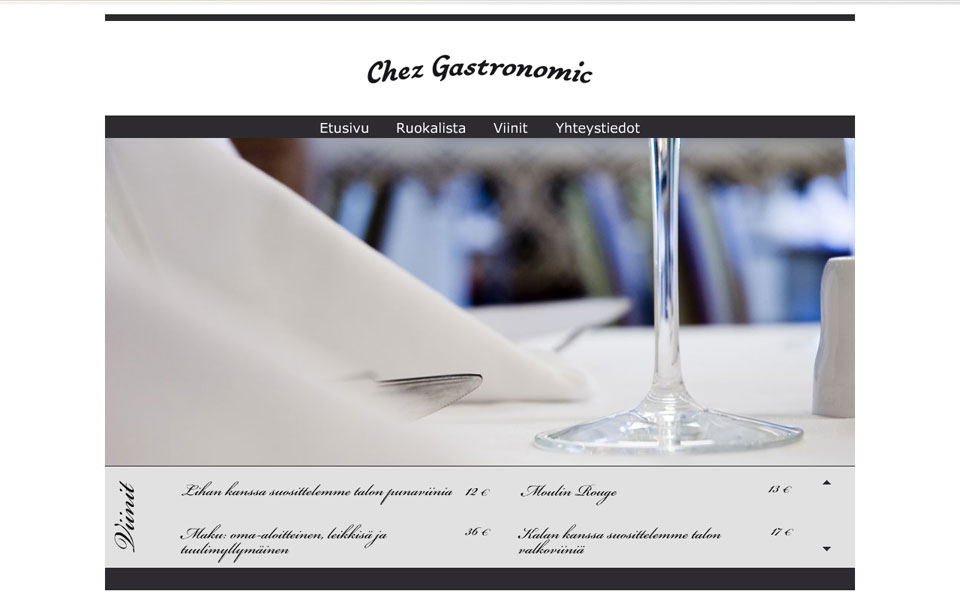 Chez Gastronomic
Etusivu Ruokalista Viinit Yhteystiedot
Viinit
Lihan kanssa suosittelemme talon punaviinia 12 €
Maku: oma-aloitteinen, leikkisä ja 36 €
tuulimyllymäinen
Moulin Rouge 13 €
Kalan kanssa suosittelemme talon 17 €
valkoviiniä